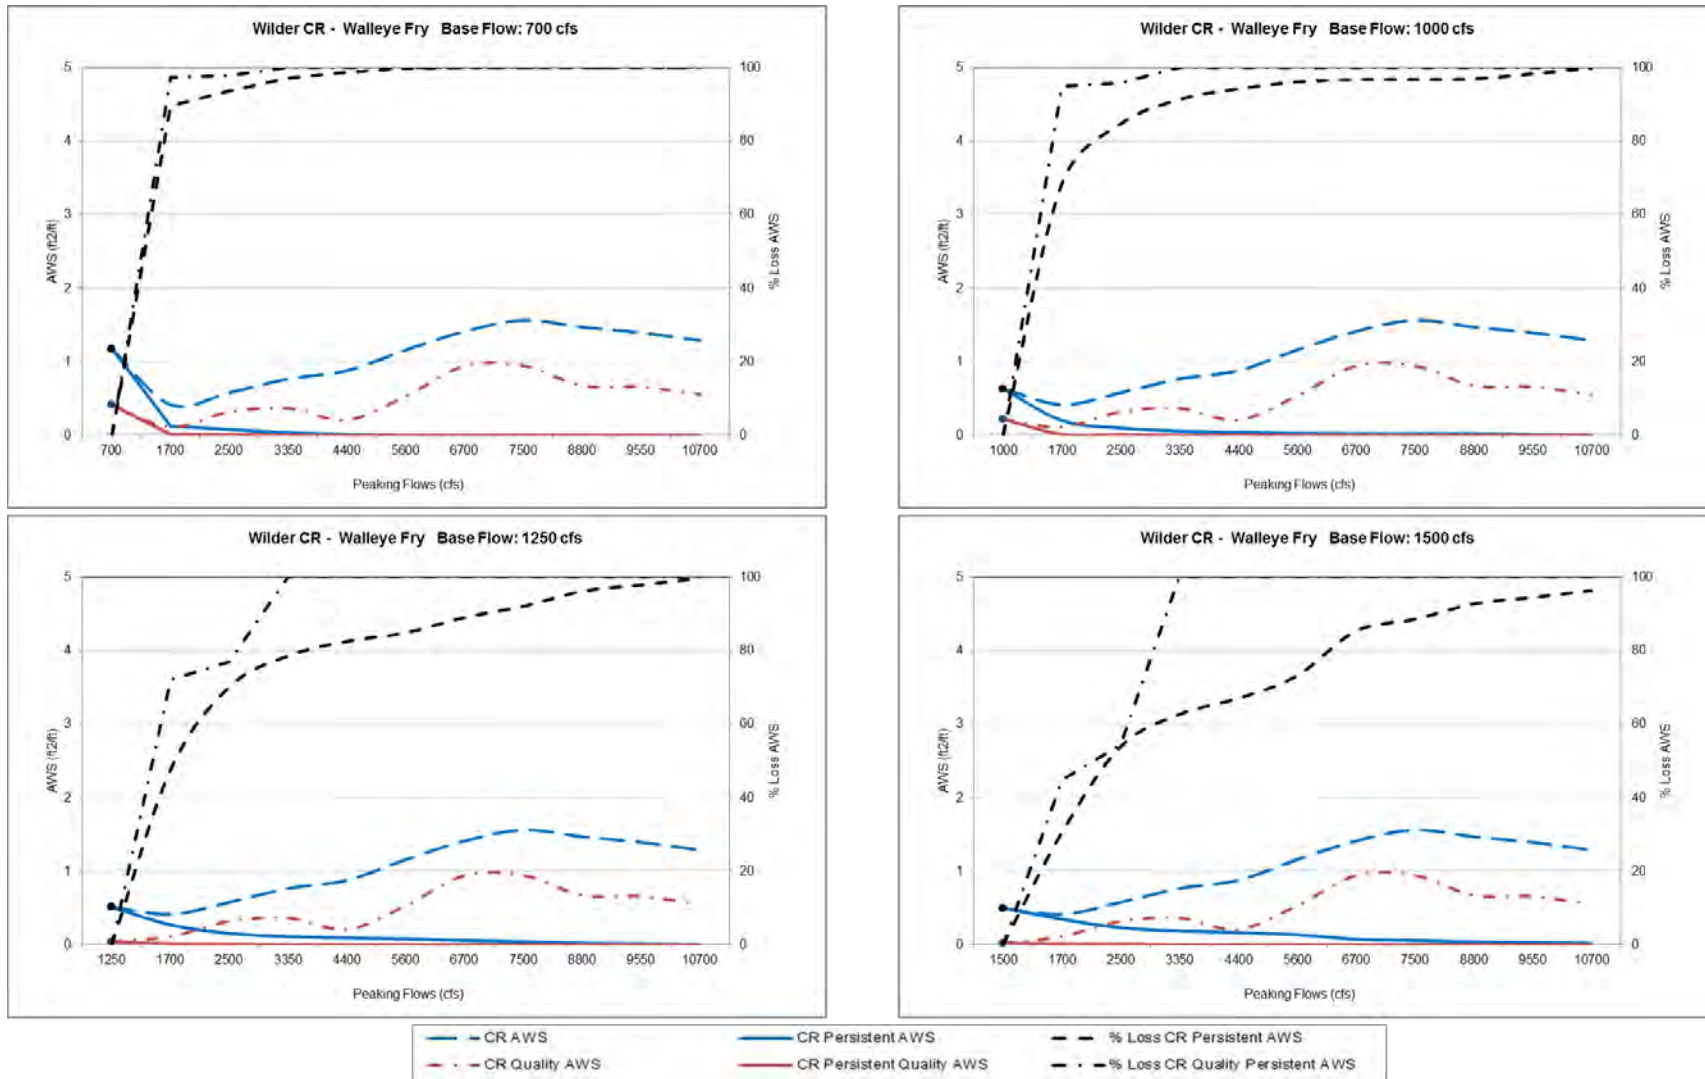 Wilder CR - Walleye Fry Base Flow: 700 cfs
5 4 3 2 1 0
AWS (ft2/ft)
100 80 60 40 20 0
% Loss AWS
700 1700 2500 3350 4400 5600 6700 7500 8800 9550 10700
Peaking Flows (cfs)
Wilder CR - Walleye Fry Base Flow: 1000 cfs
5 4 3 2 1 0
AWS (ft2/ft)
100 80 60 40 20 0
% Loss AWS
1000 1700 2500 3350 4400 5600 6700 7500 8800 9550 10700
Peaking Flows (cfs)
Wilder CR - Walleye Fry Base Flow: 1250 cfs
5 4 3 2 1 0
AWS (ft2/ft)
100 80 60 40 20 0
% Loss AWS
1250 1700 2500 3350 4400 5600 6700 7500 8800 9550 10700
Peaking Flows (cfs)
Wilder CR - Walleye Fry Base Flow: 1500 cfs
5 4 3 2 1 0
AWS (ft2/ft)
100 80 60 40 20 0
% Loss AWS
1500 1700 2500 3350 4400 5600 6700 7500 8800 9550 10700
Peaking Flows (cfs)
CR AWS CR Persistent AWS % Loss CR Persistent AWS
CR Quality AWS CR Persistent Quality AWS % Loss CR Quality Persistent AWS